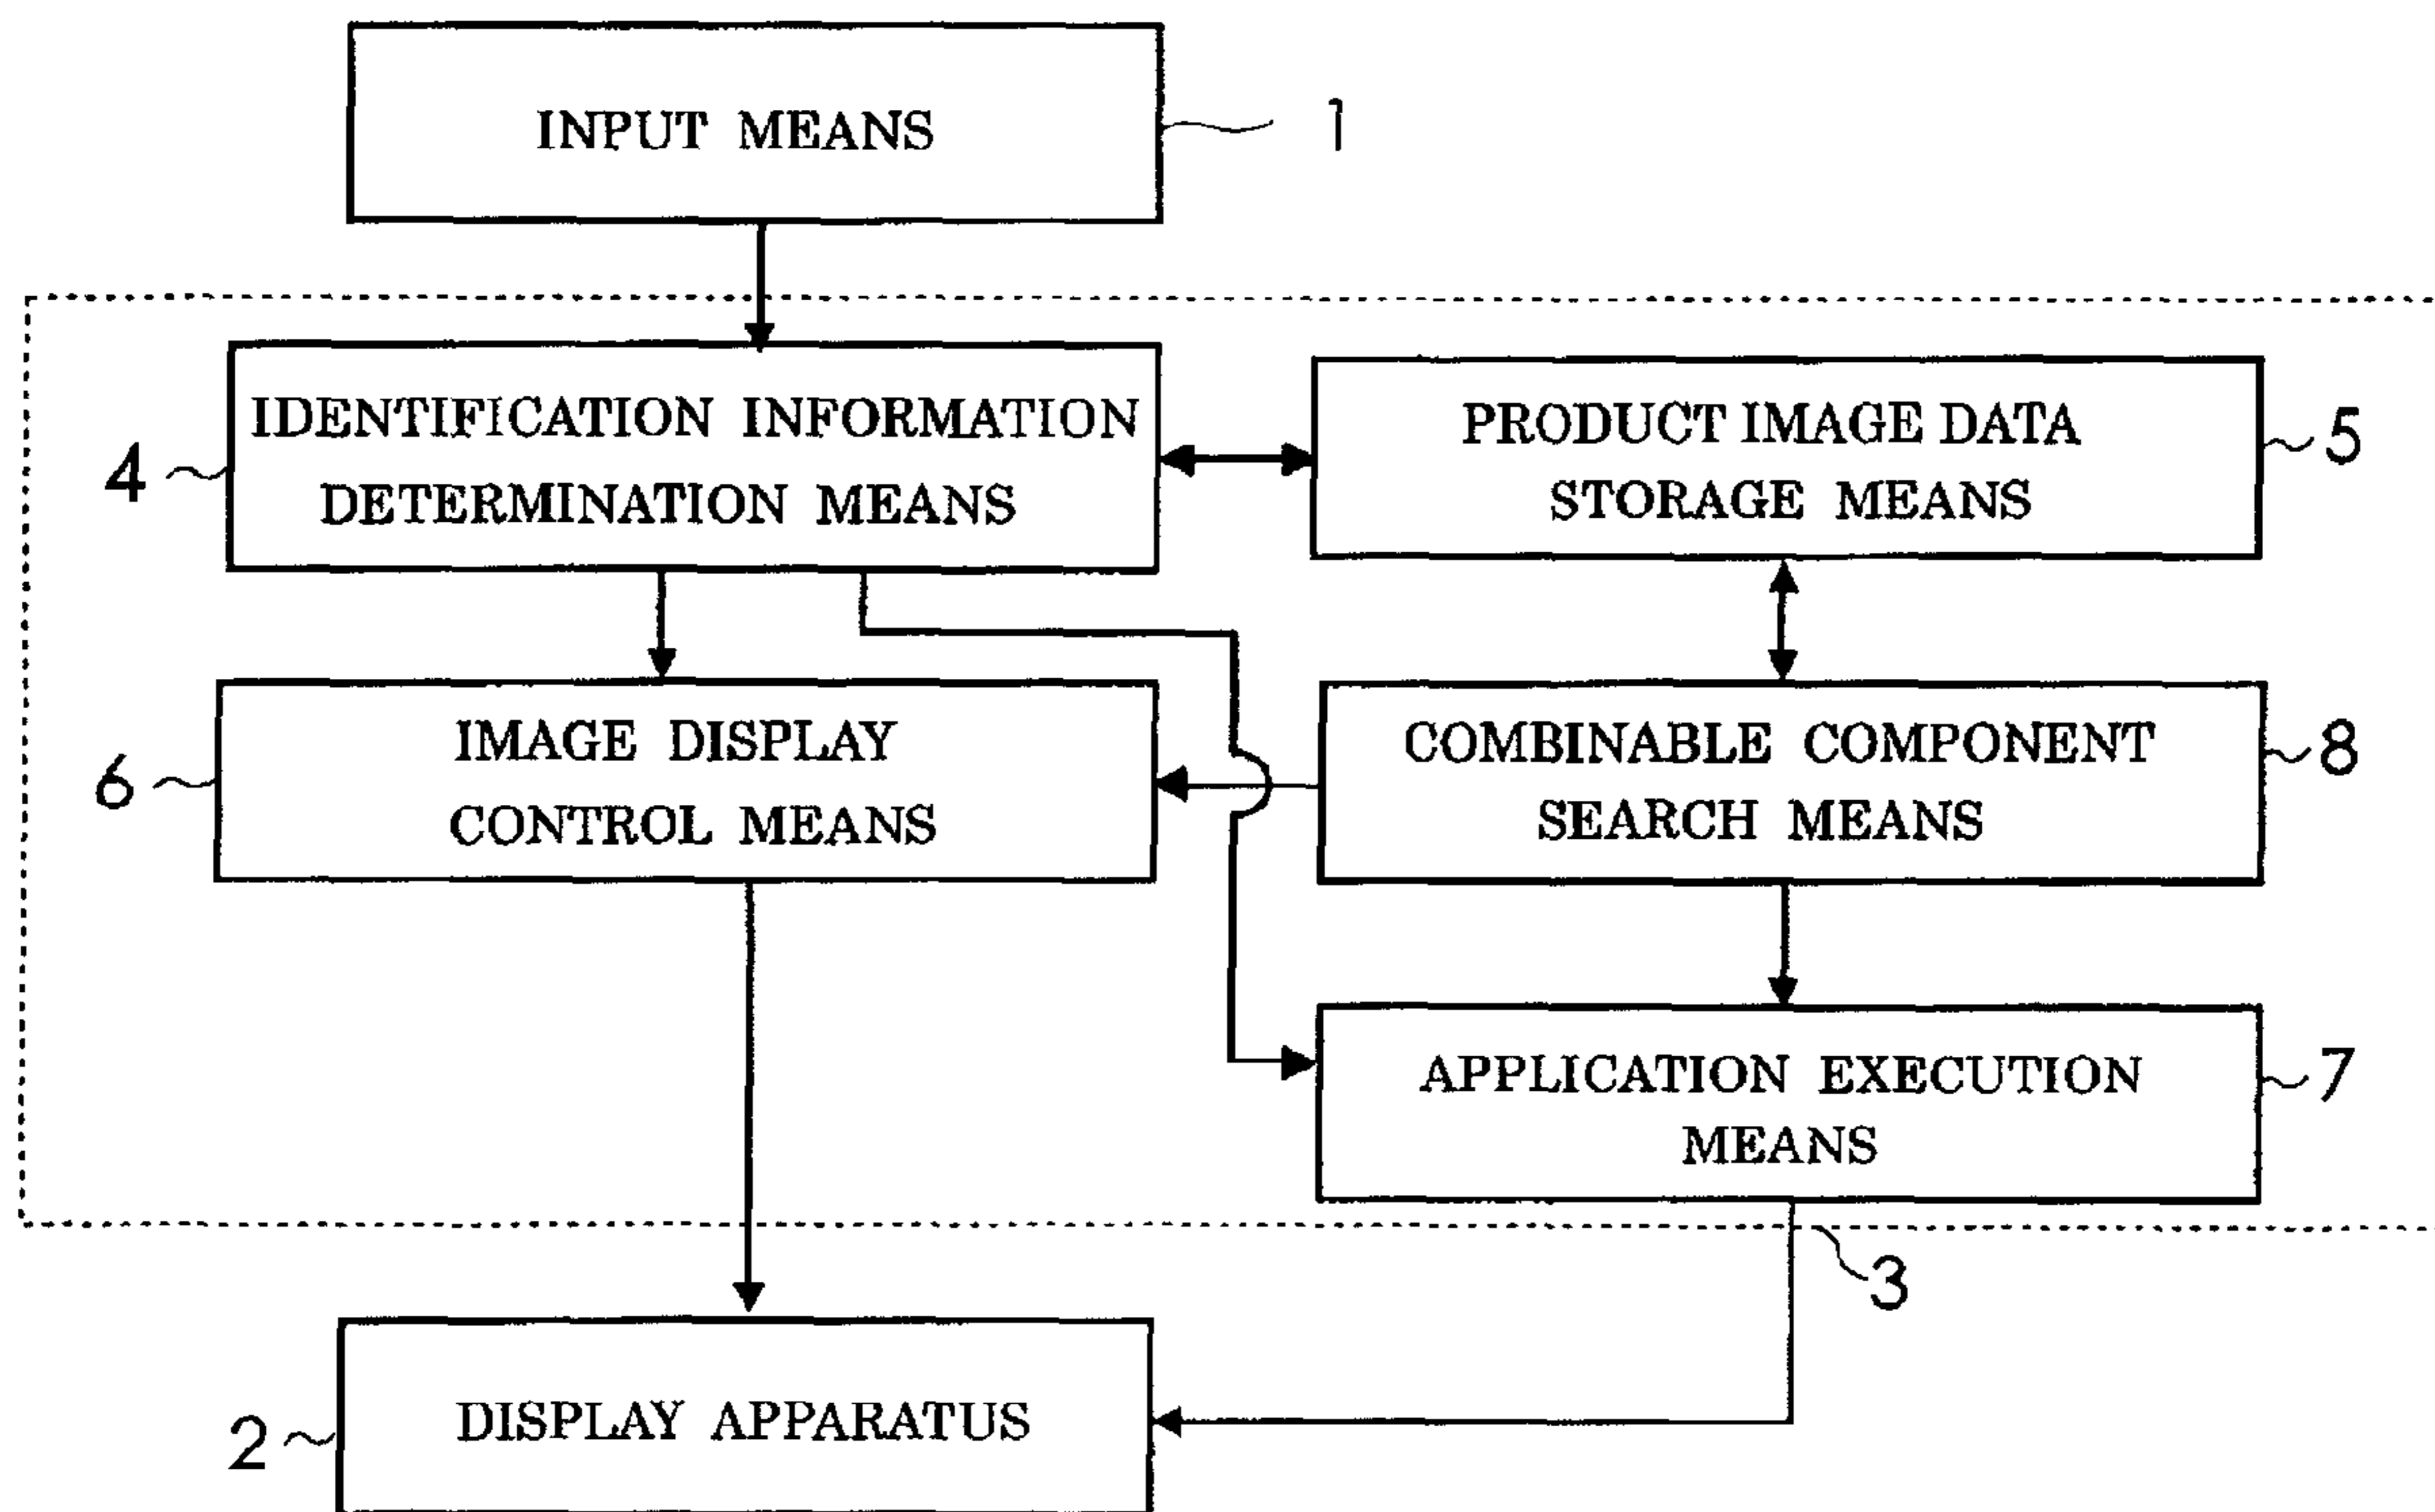 INPUT MEANS
1
IDENTIFICATION INFORMATION
DETERMINATION MEANS
4
PRODUCT IMAGE DATA
STORAGE MEANS
5
IMAGE DISPLAY
CONTROL MEANS
6
COMBINABLE COMPONENT
SEARCH MEANS
8
APPLICATION EXECUTION
MEANS
7
3
DISPLAY APPARATUS
2